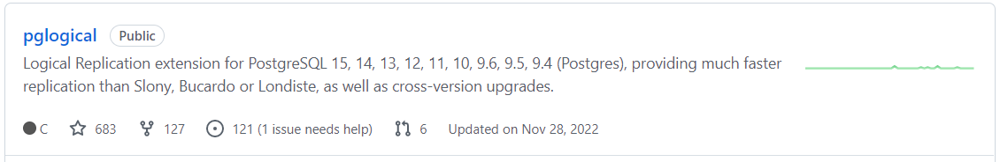 pglogical Public
Logical Replication extension for PostgreSQL 15, 14, 13, 12, 11, 10, 9.6, 9.5, 9.4 (Postgres), providing much faster
replication than Slony, Bucardo or Londiste, as well as cross-version upgrades.
C 683 127 121 (1 issue needs help) 6 Updated on Nov 28, 2022